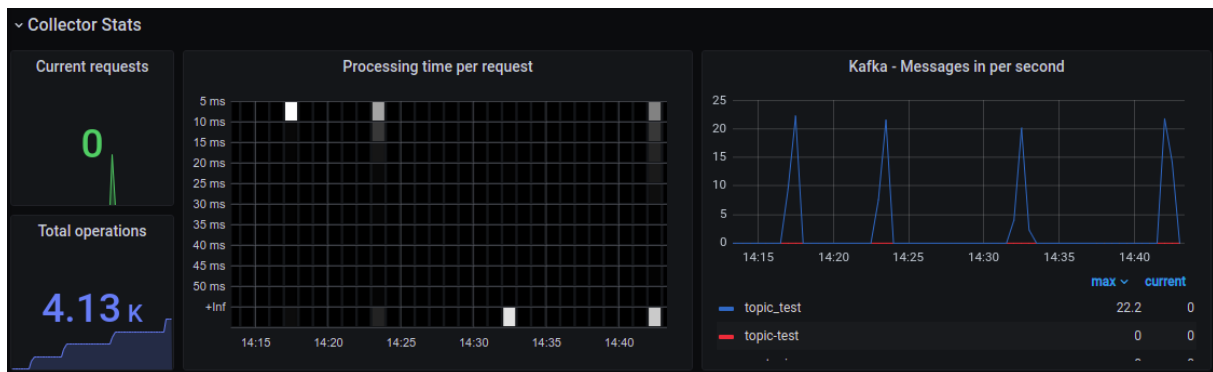 Collector Stats
Current requests
0
Total operations
4.13 K
Processing time per request
5 ms
10 ms
15 ms
20 ms
25 ms
30 ms
35 ms
40 ms
45 ms
50 ms
+Inf
14:15 14:20 14:25 14:30 14:35 14:40
Kafka - Messages in per second
25
20
15
10
5
0
14:15 14:20 14:25 14:30 14:35 14:40
max current
topic_test 22.2 0
topic-test 0 0